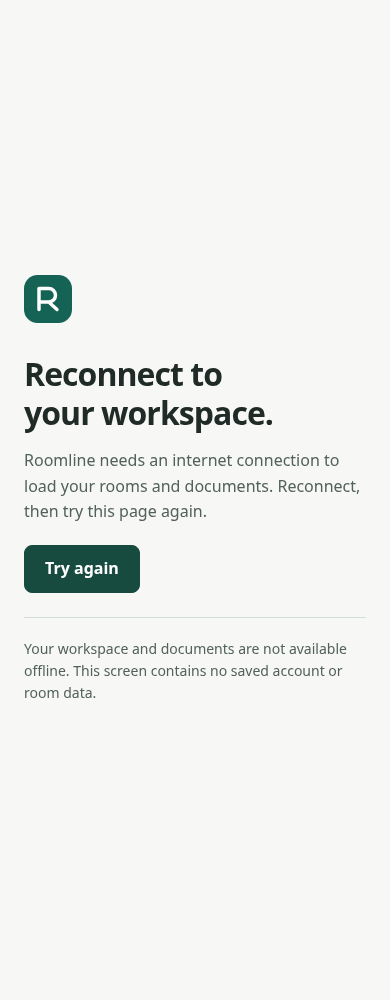 R
Reconnect to
your workspace.
Roomline needs an internet connection to
load your rooms and documents. Reconnect,
then try this page again.
Try again
Your workspace and documents are not available
offline. This screen contains no saved account or
room data.